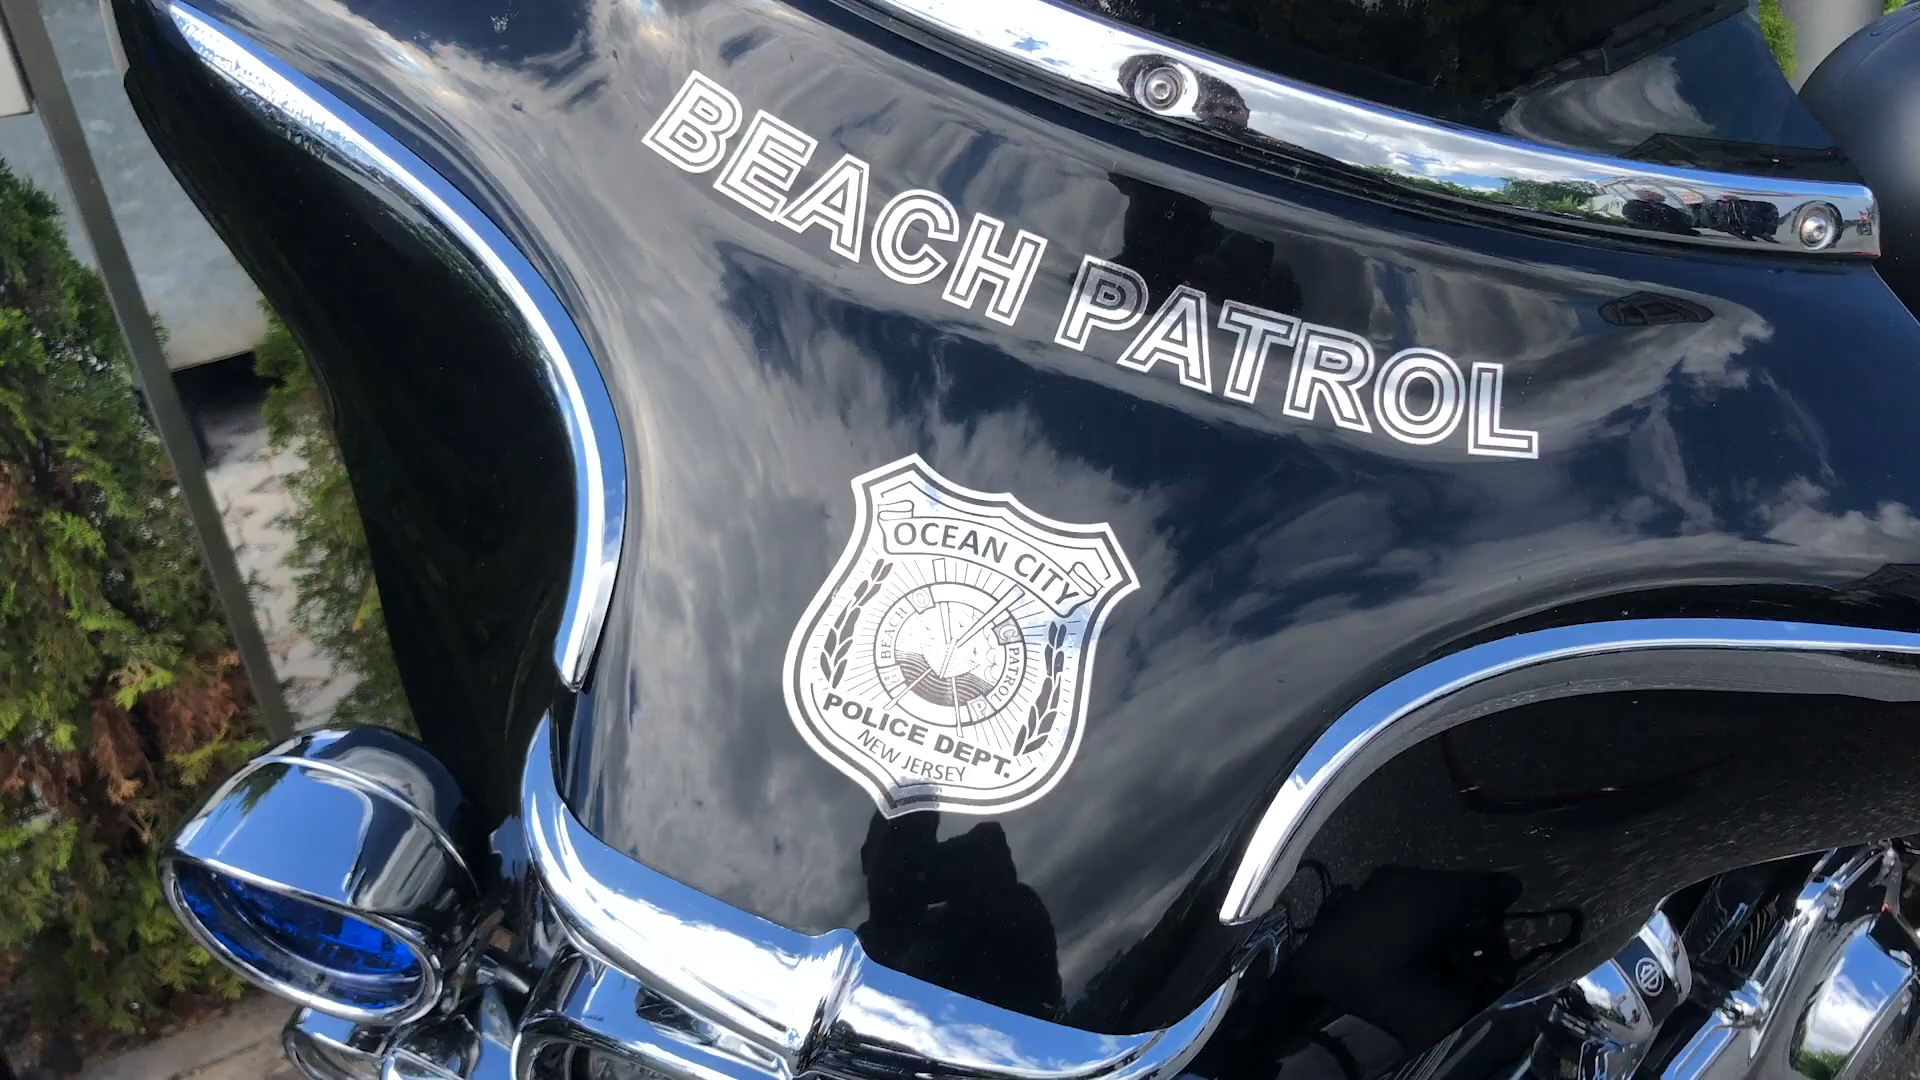 BEACH PATROL
OCEAN CITY
BEACH PATROL
O C
B P
POLICE DEPT.
NEW JERSEY